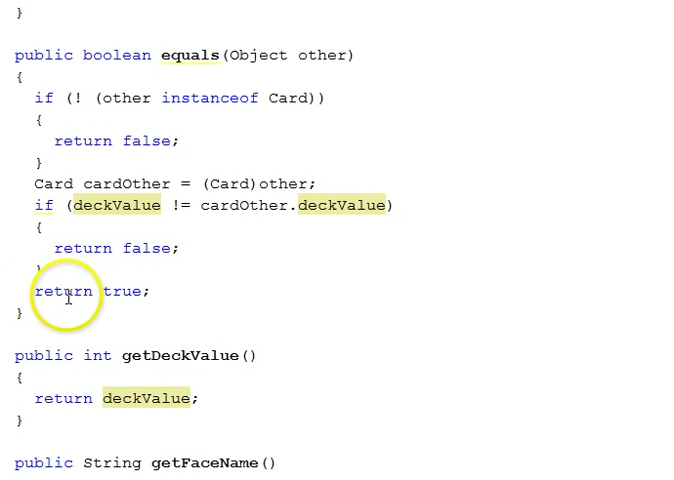 }
public boolean equals(Object other)
{
if (! (other instanceof Card))
{
return false;
}
Card cardOther = (Card)other;
if (deckValue != cardOther.deckValue)
{
return false;
}
return true;
}
public int getDeckValue()
{
return deckValue;
}
public String getFaceName()